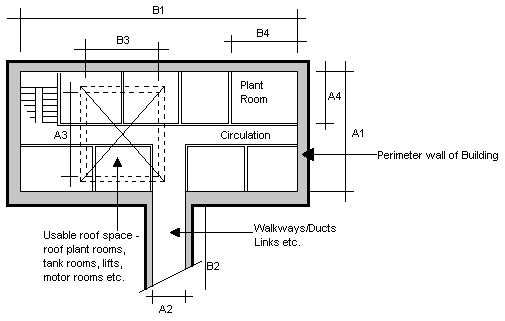 B1
B3
B4
Plant
Room
A4
A3
Circulation
A1
Perimeter wall of Building
Usable roof space -
roof plant rooms,
tank rooms, lifts,
motor rooms etc.
Walkways/Ducts
Links etc.
B2
A2